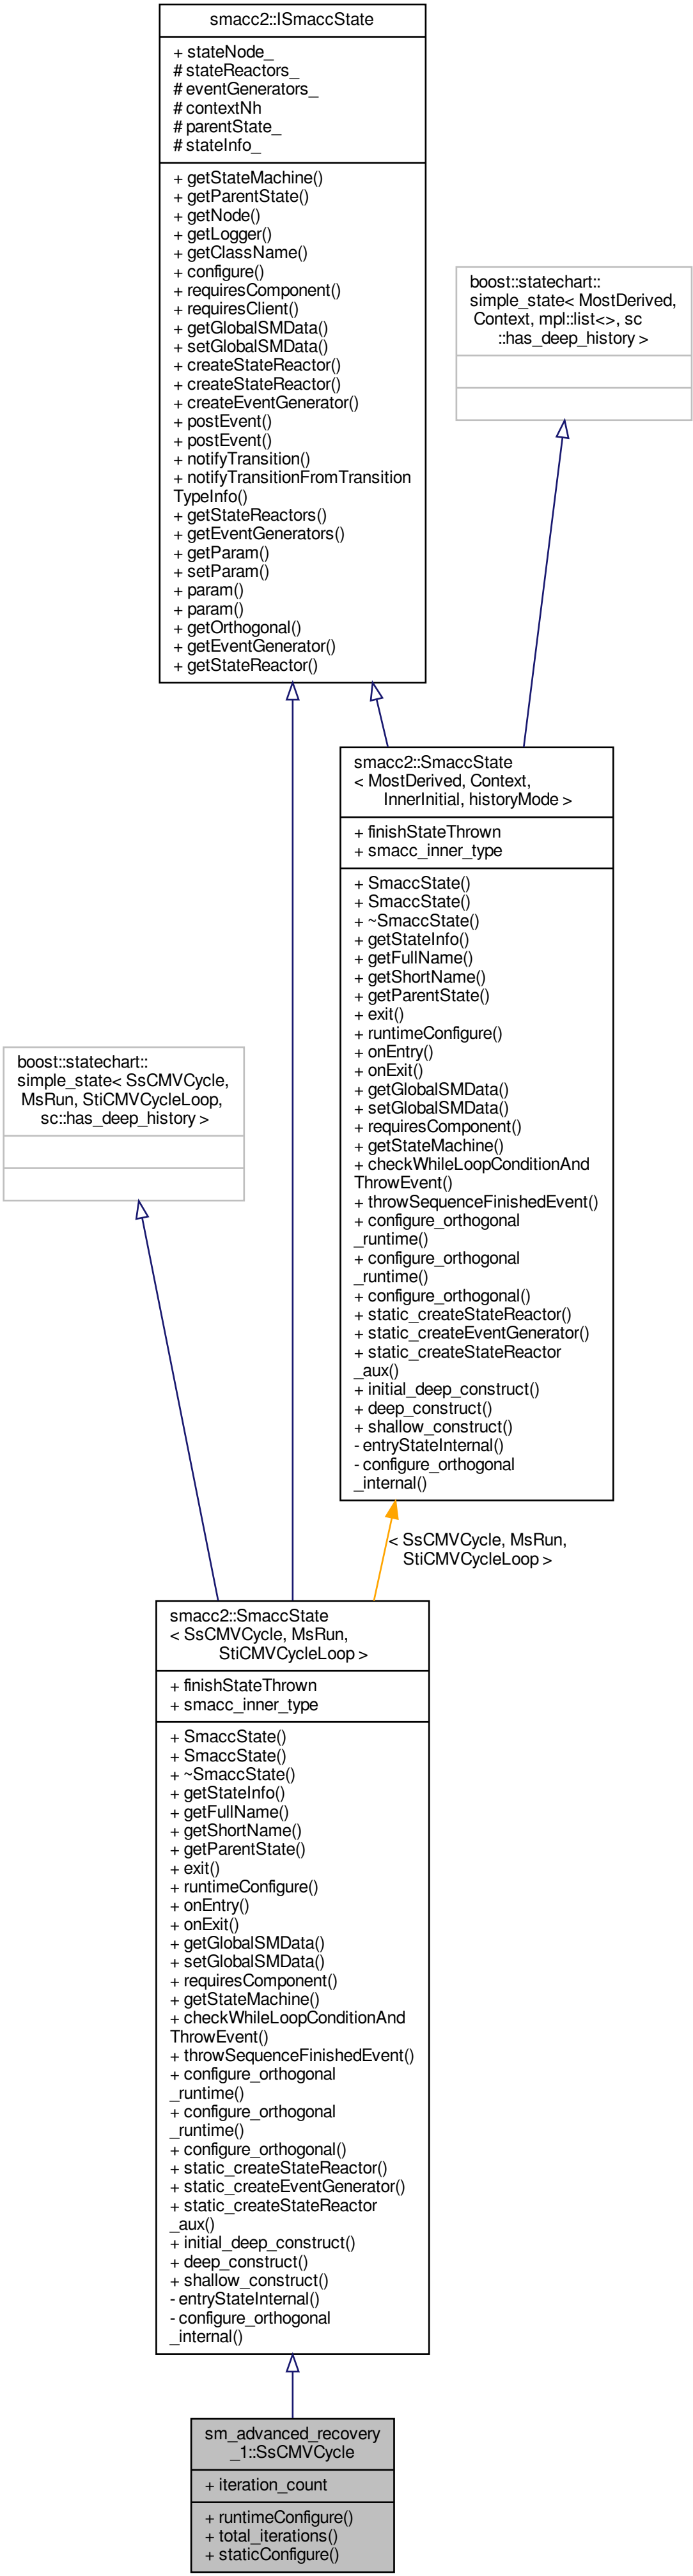 smacc2::ISmaccState
+ stateNode_
# stateReactors_
# eventGenerators_
# contextNh
# parentState_
# stateInfo_
+ getStateMachine()
+ getParentState()
+ getNode()
+ getLogger()
+ getClassName()
+ configure()
+ requiresComponent()
+ requiresClient()
+ getGlobalSMData()
+ setGlobalSMData()
+ createStateReactor()
+ createStateReactor()
+ createEventGenerator()
+ postEvent()
+ postEvent()
+ notifyTransition()
+ notifyTransitionFromTransition
TypeInfo()
+ getStateReactors()
+ getEventGenerators()
+ getParam()
+ setParam()
+ param()
+ param()
+ getOrthogonal()
+ getEventGenerator()
+ getStateReactor()
boost::statechart::
simple_state< MostDerived,
Context, mpl::list<>, sc
::has_deep_history >
smacc2::SmaccState
< MostDerived, Context,
InnerInitial, historyMode >
+ finishStateThrown
+ smacc_inner_type
+ SmaccState()
+ SmaccState()
+ ~SmaccState()
+ getStateInfo()
+ getFullName()
+ getShortName()
+ getParentState()
+ exit()
+ runtimeConfigure()
+ onEntry()
+ onExit()
+ getGlobalSMData()
+ setGlobalSMData()
+ requiresComponent()
+ getStateMachine()
+ checkWhileLoopConditionAnd
ThrowEvent()
+ throwSequenceFinishedEvent()
+ configure_orthogonal
_runtime()
+ configure_orthogonal
_runtime()
+ configure_orthogonal()
+ static_createStateReactor()
+ static_createEventGenerator()
+ static_createStateReactor
_aux()
+ initial_deep_construct()
+ deep_construct()
+ shallow_construct()
- entryStateInternal()
- configure_orthogonal
_internal()
boost::statechart::
simple_state< SsCMVCycle,
MsRun, StiCMVCycleLoop,
sc::has_deep_history >
< SsCMVCycle, MsRun,
StiCMVCycleLoop >
smacc2::SmaccState
< SsCMVCycle, MsRun,
StiCMVCycleLoop >
+ finishStateThrown
+ smacc_inner_type
+ SmaccState()
+ SmaccState()
+ ~SmaccState()
+ getStateInfo()
+ getFullName()
+ getShortName()
+ getParentState()
+ exit()
+ runtimeConfigure()
+ onEntry()
+ onExit()
+ getGlobalSMData()
+ setGlobalSMData()
+ requiresComponent()
+ getStateMachine()
+ checkWhileLoopConditionAnd
ThrowEvent()
+ throwSequenceFinishedEvent()
+ configure_orthogonal
_runtime()
+ configure_orthogonal
_runtime()
+ configure_orthogonal()
+ static_createStateReactor()
+ static_createEventGenerator()
+ static_createStateReactor
_aux()
+ initial_deep_construct()
+ deep_construct()
+ shallow_construct()
- entryStateInternal()
- configure_orthogonal
_internal()
sm_advanced_recovery
_1::SsCMVCycle
+ iteration_count
+ runtimeConfigure()
+ total_iterations()
+ staticConfigure()